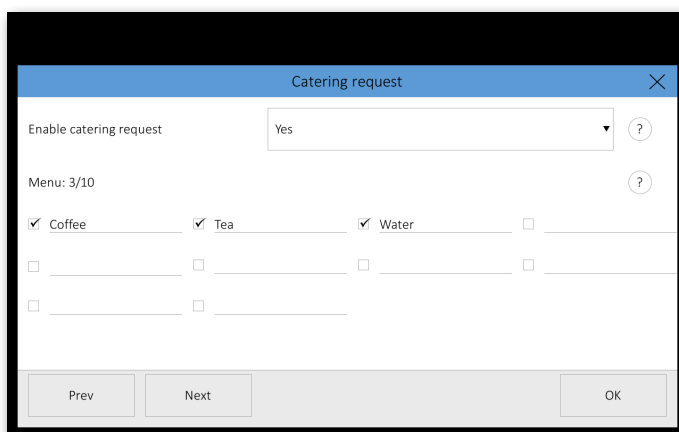 Catering request
Enable catering request Yes ?
Menu: 3/10 ?
Coffee Tea Water
Prev Next OK